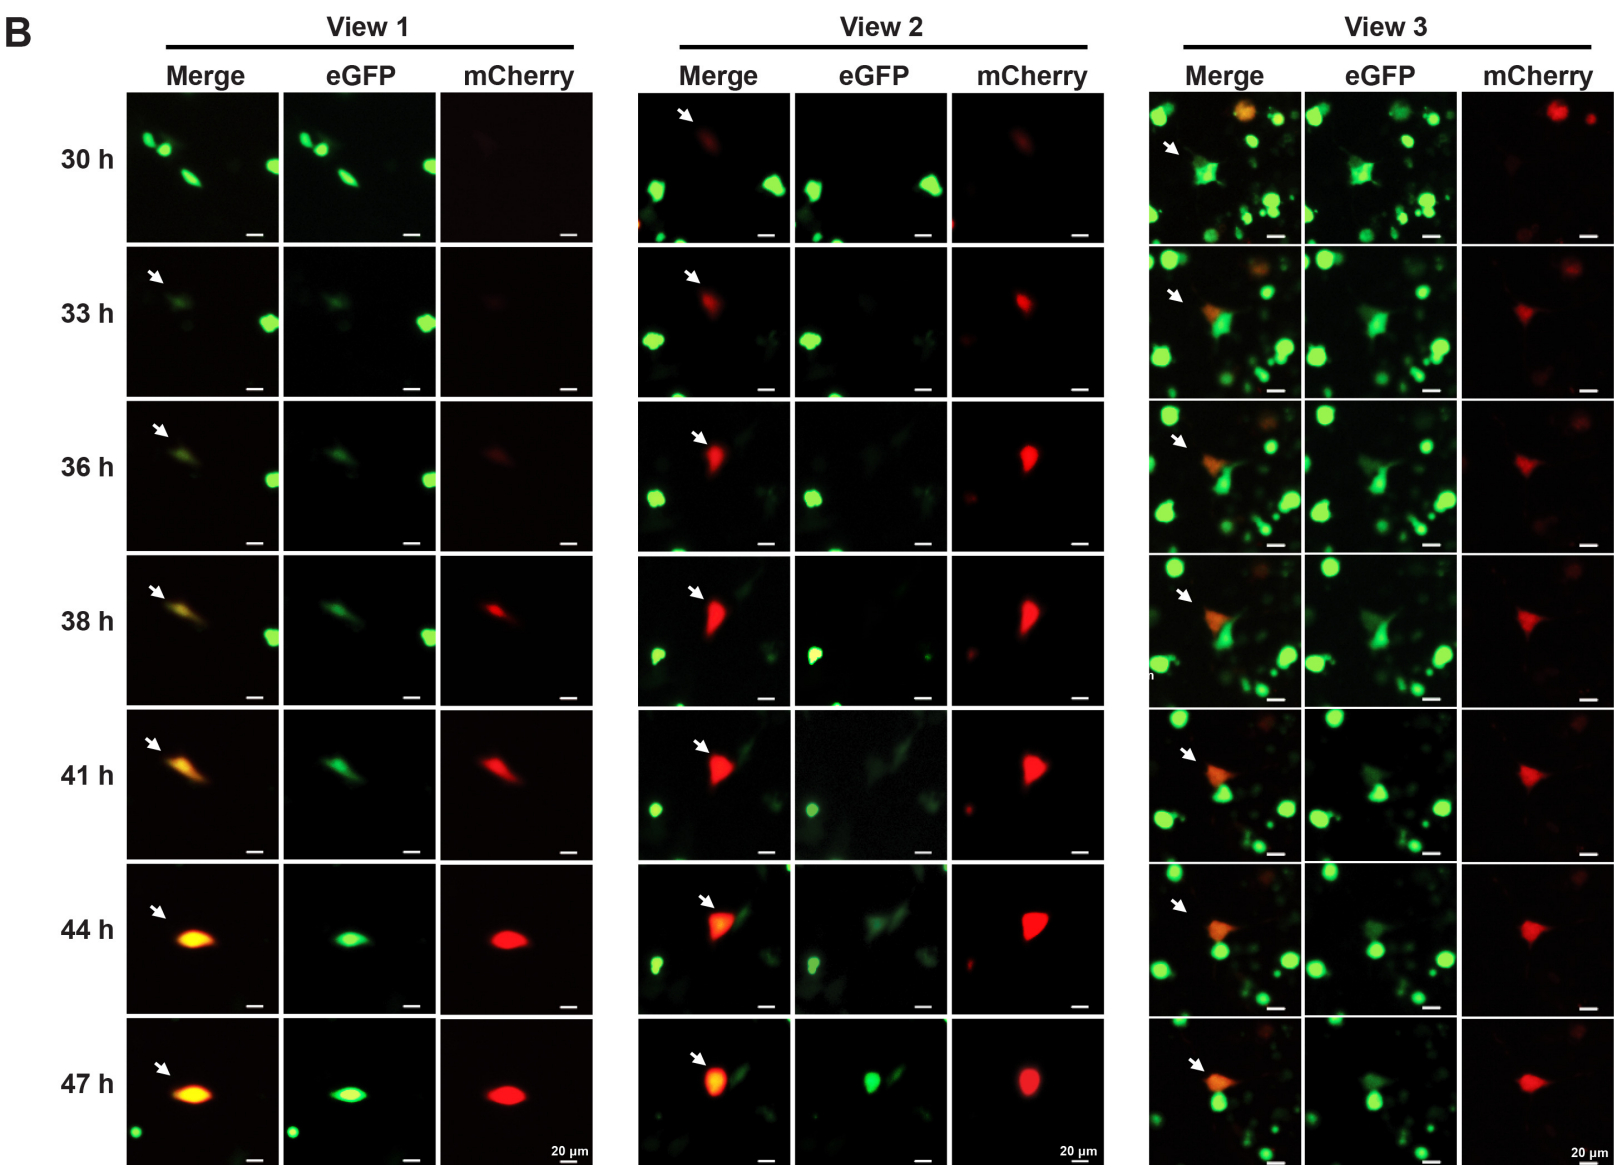 B
View 1 View 2 View 3
Merge eGFP mCherry Merge eGFP mCherry Merge eGFP mCherry
30 h
33 h
36 h
38 h
n
41 h
44 h
47 h
20 μm 20 μm 20 μm